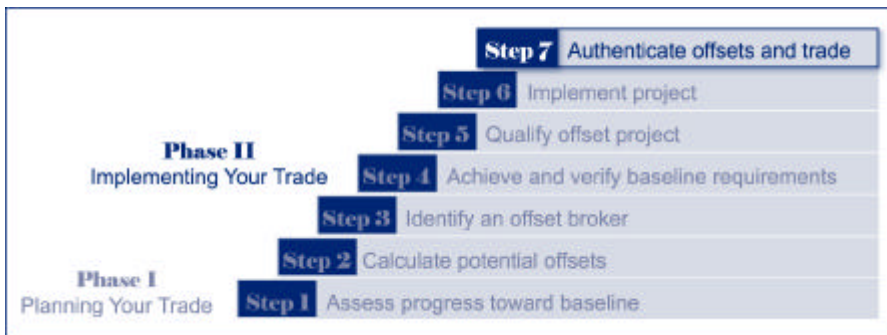 Step 7 Authenticate offsets and trade
Step 6 Implement project
Step 5 Qualify offset project
Phase II
Implementing Your Trade
Step 4 Achieve and verify baseline requirements
Step 3 Identify an offset broker
Step 2 Calculate potential offsets
Phase I
Planning Your Trade
Step 1 Assess progress toward baseline